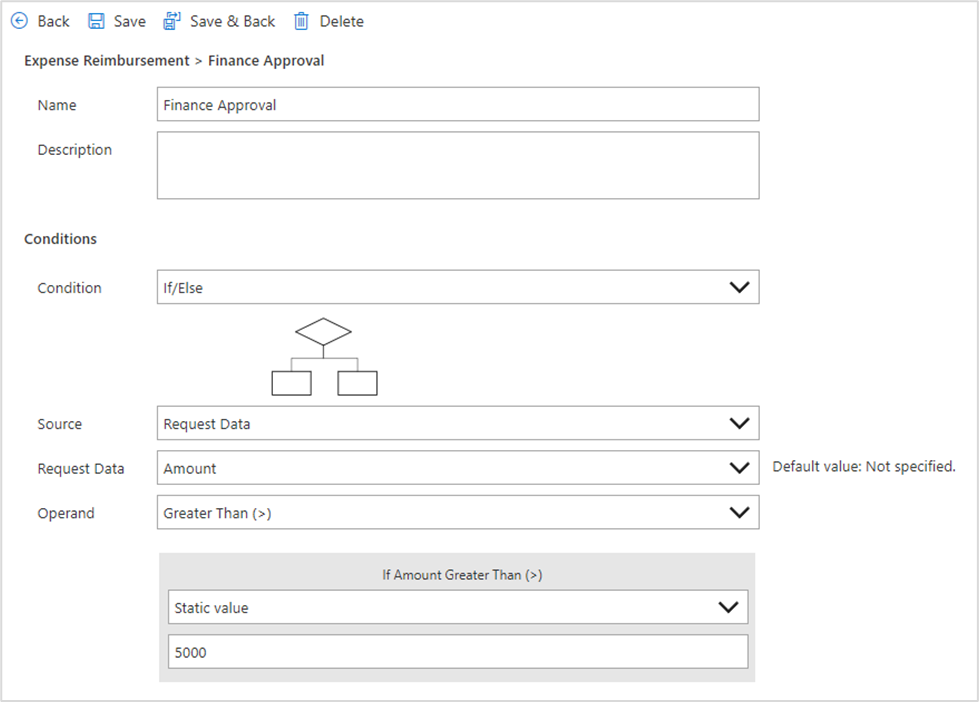 Back Save Save & Back Delete
Expense Reimbursement > Finance Approval
Name Finance Approval
Description
Conditions
Condition If/Else
Source Request Data
Request Data Amount Default value: Not specified.
Operand Greater Than (>)
If Amount Greater Than (>)
Static value
5000